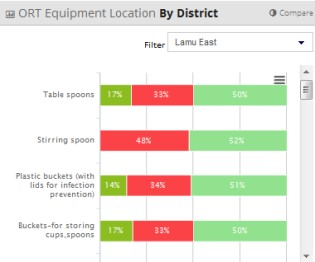 ORT Equipment Location By District
Compare
Filter
Lamu East
Table spoons
17% 33% 50%
Stirring spoon
48% 52%
Plastic buckets (with
lids for infection
prevention)
14% 34% 51%
Buckets-for storing
cups,spoons
17% 33% 50%